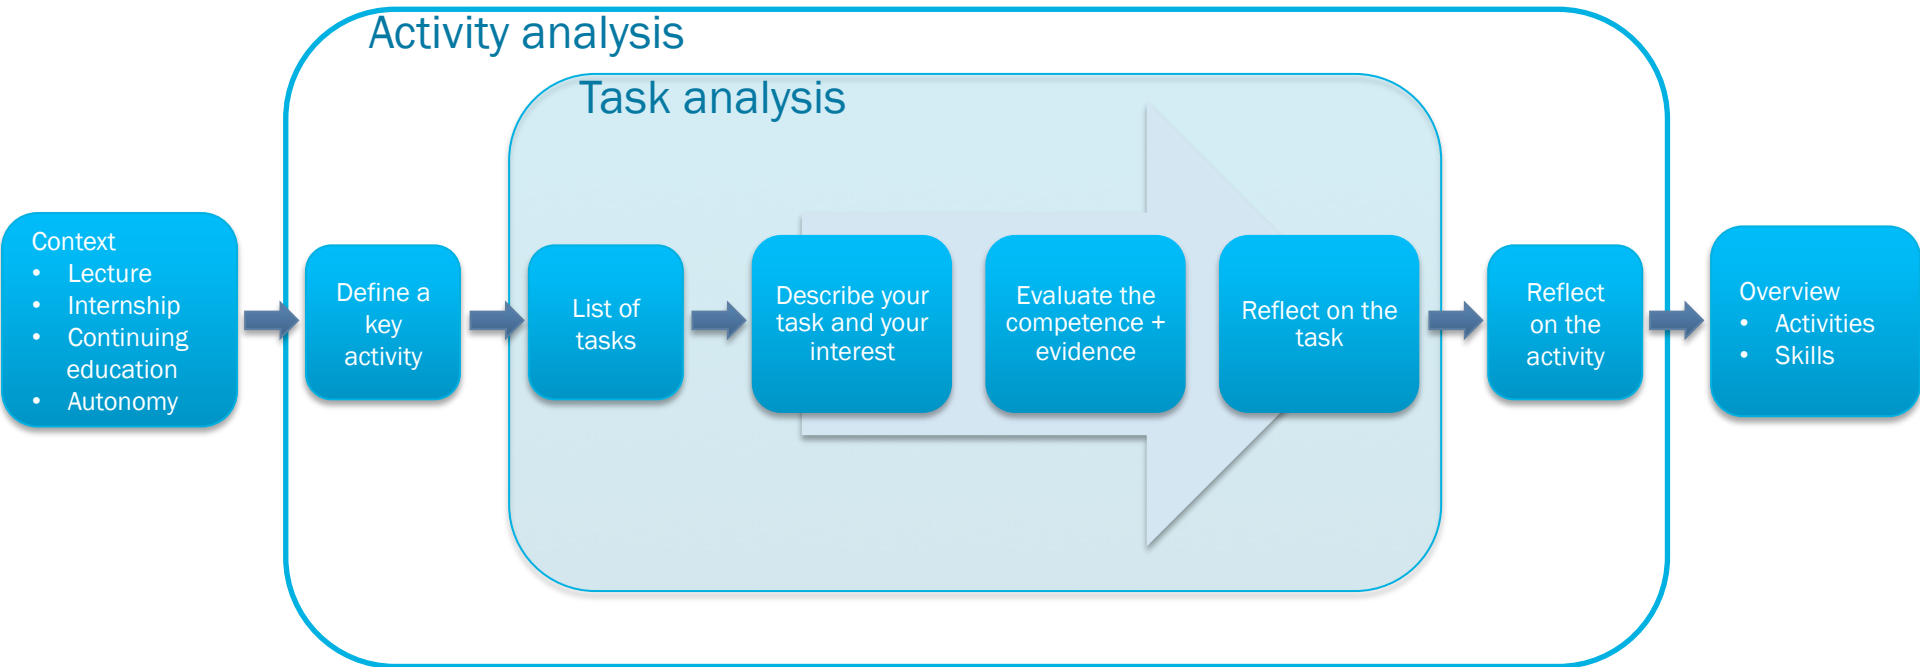 Activity analysis
Task analysis
Context
• Lecture
• Internship
• Continuing
education
• Autonomy
Define a
key
activity
List of
tasks
Describe your
task and your
interest
Evaluate the
competence +
evidence
Reflect on the
task
Reflect
on the
activity
Overview
• Activities
• Skills